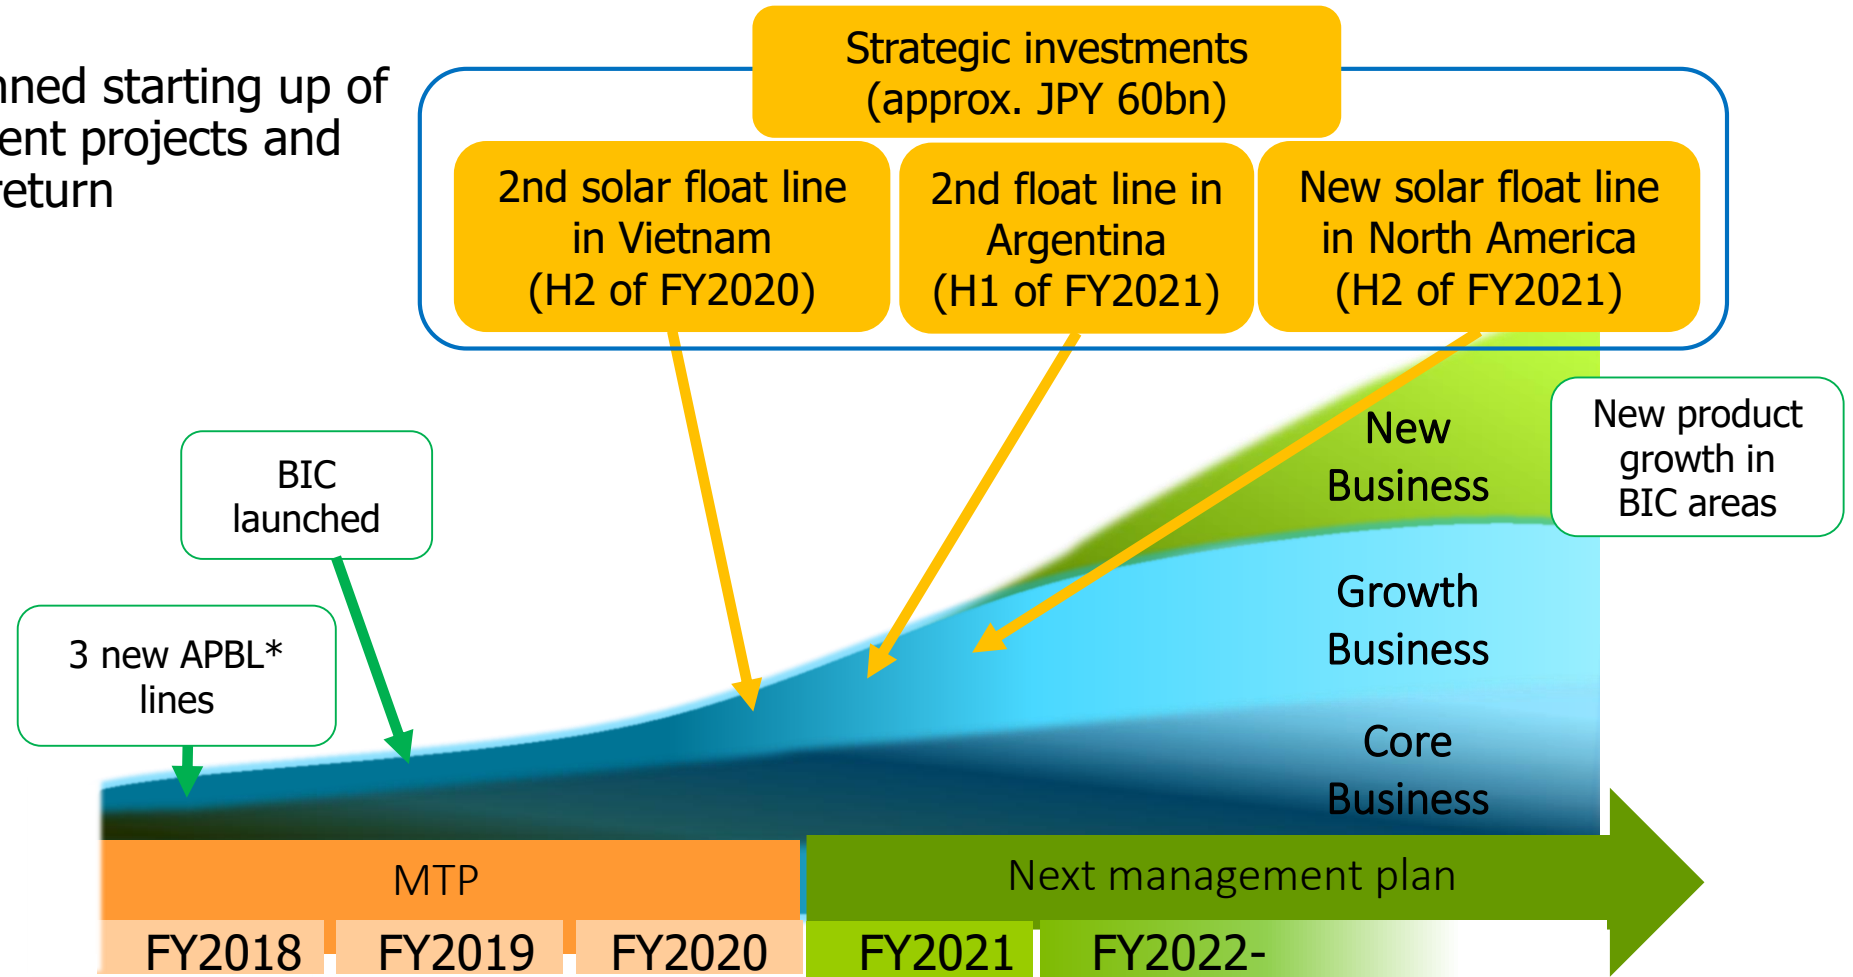 Strategic investments
(approx. JPY 60bn)
nned starting up of
ent projects and
return
2nd solar float line
in Vietnam
(H2 of FY2020)
2nd float line in
Argentina
(H1 of FY2021)
New solar float line
in North America
(H2 of FY2021)
New
Business
New product
growth in
BIC areas
BIC
launched
Growth
Business
3 new APBL*
lines
Core
Business
MTP
Next management plan
FY2018
FY2019
FY2020
FY2021
FY2022-